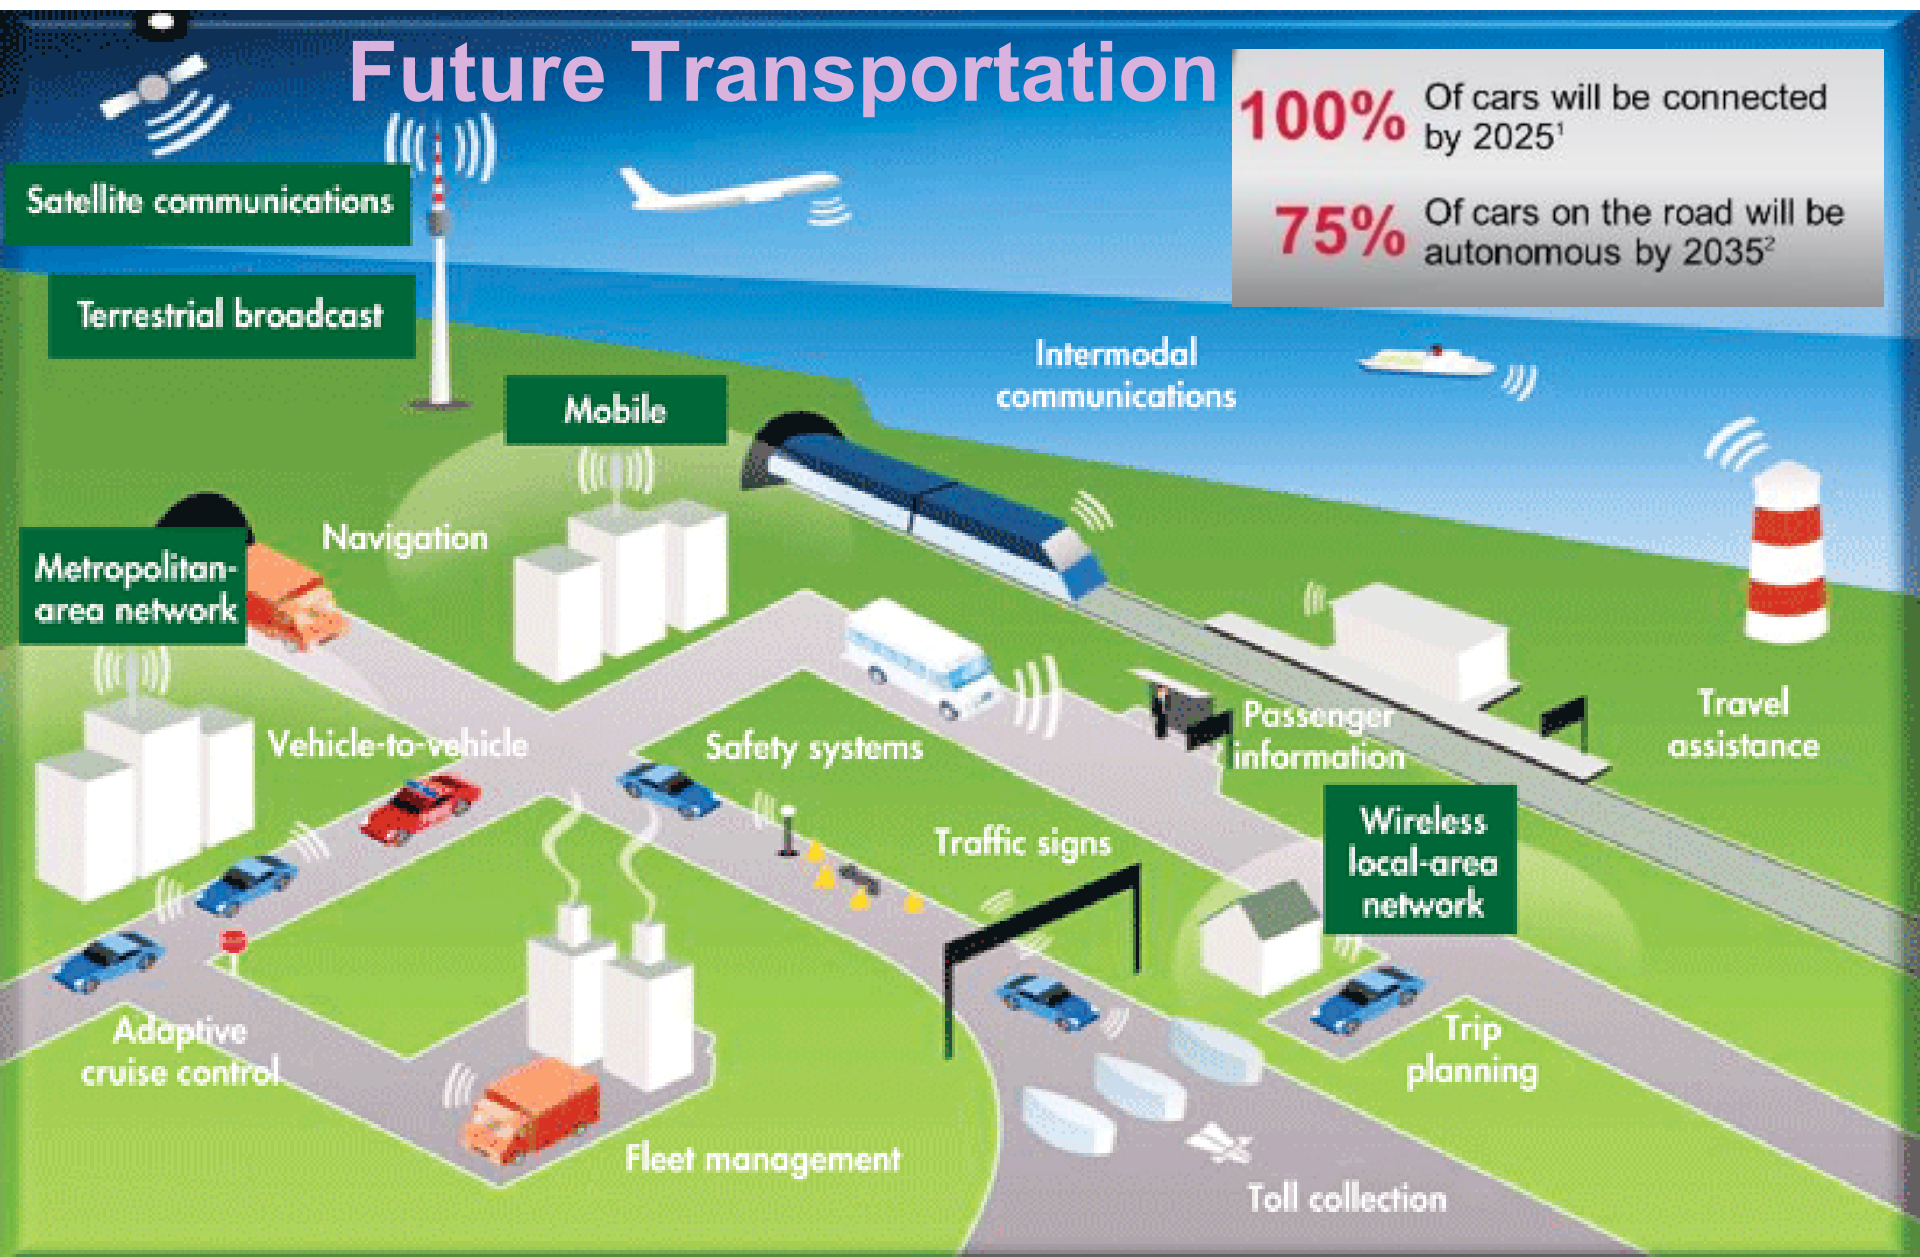 Future Transportation
100% Of cars will be connected
by 2025¹
75% Of cars on the road will be
autonomous by 2035²
Satellite communications
Terrestrial broadcast
Intermodal
communications
Mobile
Navigation
Metropolitan-
area network
Vehicle-to-vehicle
Safety systems
Passenger
information
Travel
assistance
Traffic signs
Wireless
local-area
network
Adaptive
cruise control
Trip
planning
Fleet management
Toll collection